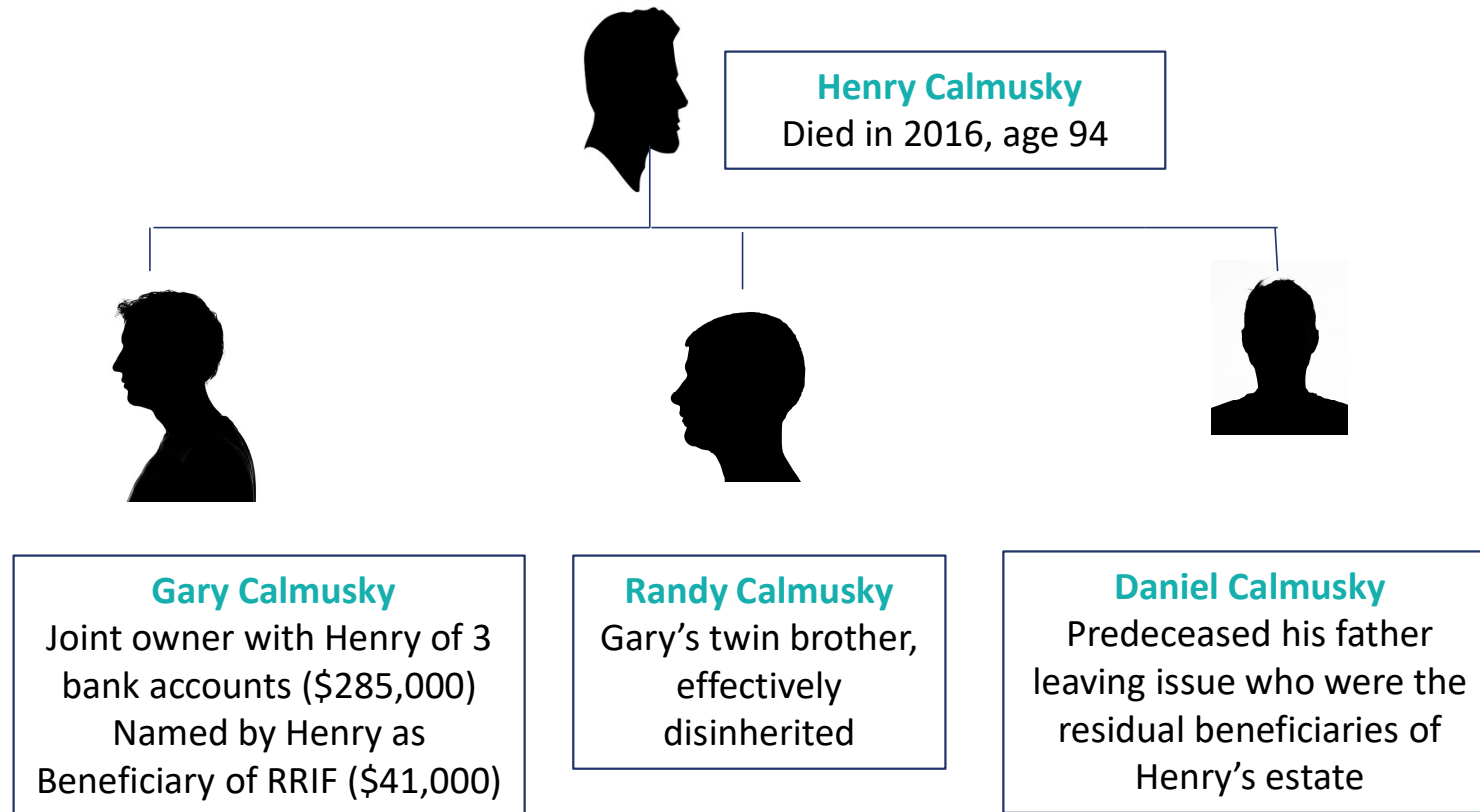 Henry Calmusky
Died in 2016, age 94
Gary Calmusky
Joint owner with Henry of 3
bank accounts ($285,000)
Named by Henry as
Beneficiary of RRIF ($41,000)
Randy Calmusky
Gary’s twin brother,
effectively
disinherited
Daniel Calmusky
Predeceased his father
leaving issue who were the
residual beneficiaries of
Henry’s estate